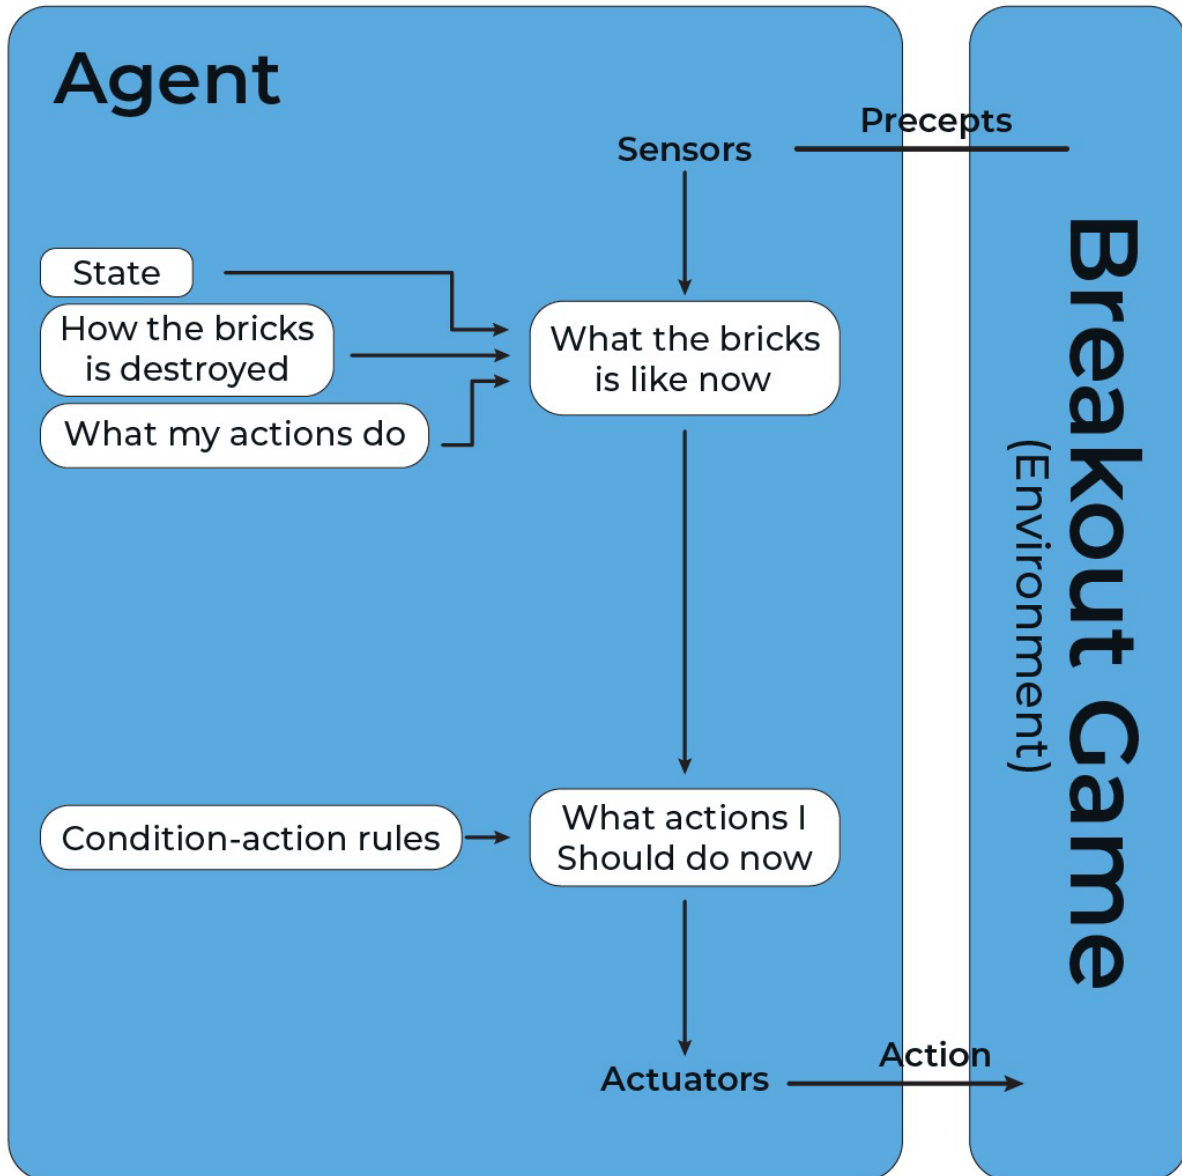 Agent
Precepts
Sensors
State
How the bricks
is destroyed
What my actions do
What the bricks
is like now
Condition-action rules
What actions I
Should do now
Actuators
Action
Breakout Game
(Environment)